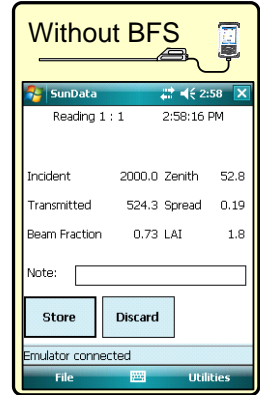 Without BFS
SunData 2:58
Reading 1 : 1 2:58:16 PM
Incident 2000.0 Zenith 52.8
Transmitted 524.3 Spread 0.19
Beam Fraction 0.73 LAI 1.8
Note:
Store Discard
Emulator connected
File Utilities